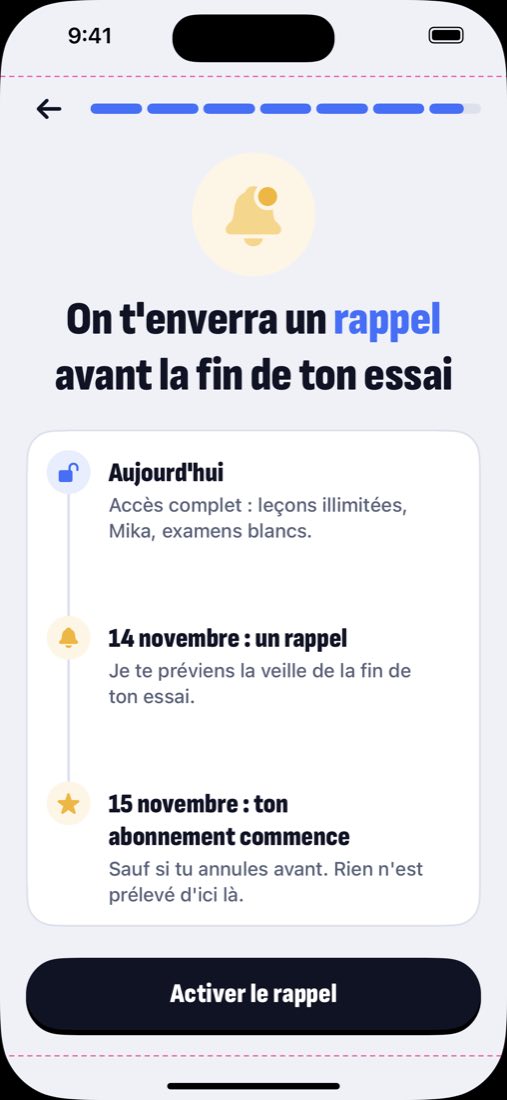 9:41
On t'enverra un rappel
avant la fin de ton essai
Aujourd'hui
Accès complet : leçons illimitées,
Mika, examens blancs.
14 novembre : un rappel
Je te préviens la veille de la fin de
ton essai.
15 novembre : ton
abonnement commence
Sauf si tu annules avant. Rien n'est
prélevé d'ici là.
Activer le rappel